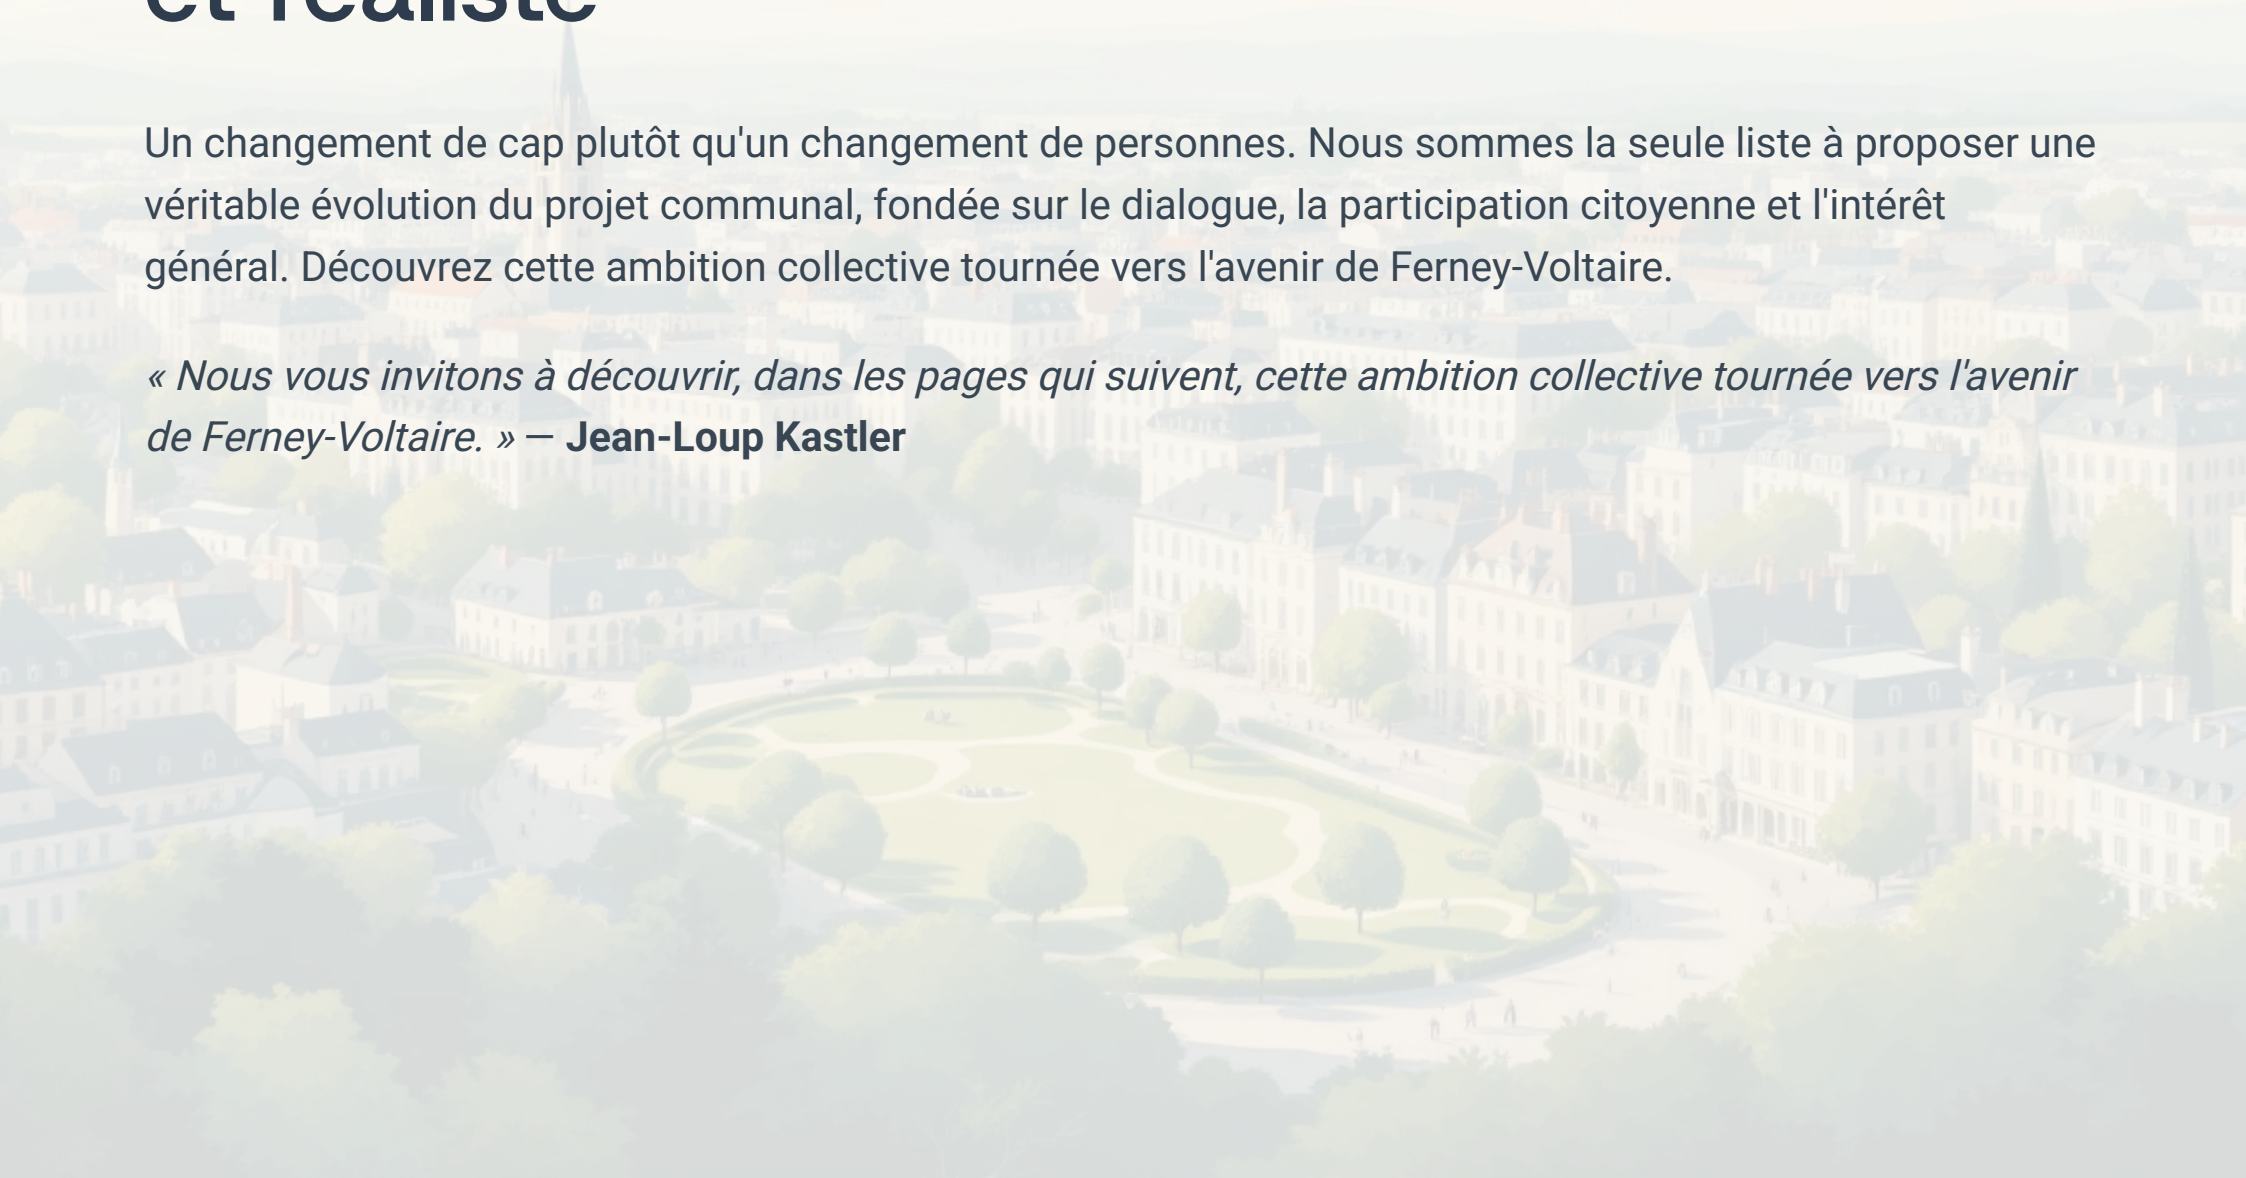 et réaliste
Un changement de cap plutôt qu'un changement de personnes. Nous sommes la seule liste à proposer une
véritable évolution du projet communal, fondée sur le dialogue, la participation citoyenne et l'intérêt
général. Découvrez cette ambition collective tournée vers l'avenir de Ferney-Voltaire.
« Nous vous invitons à découvrir, dans les pages qui suivent, cette ambition collective tournée vers l'avenir
de Ferney-Voltaire. » — Jean-Loup Kastler